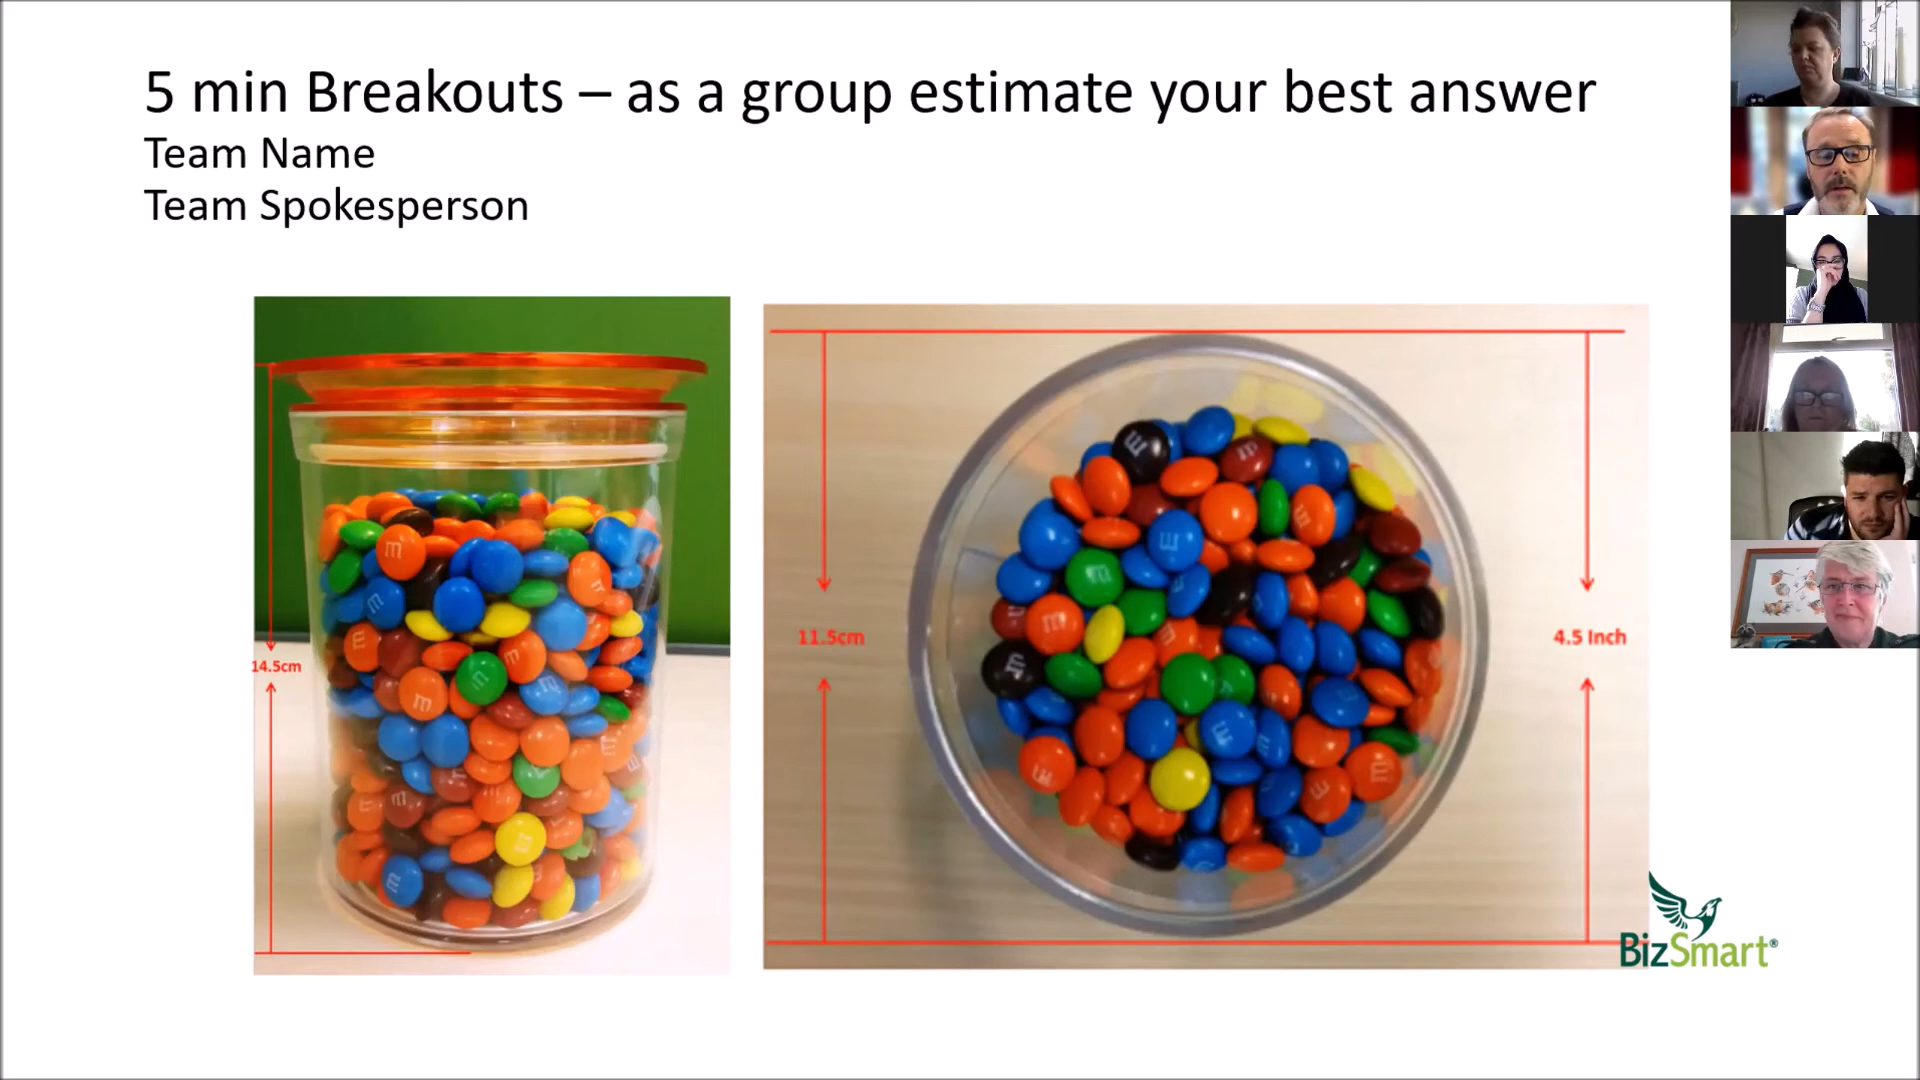 5 min Breakouts – as a group estimate your best answer
Team Name
Team Spokesperson
14.5cm
11.5cm
4.5 Inch
BizSmart®